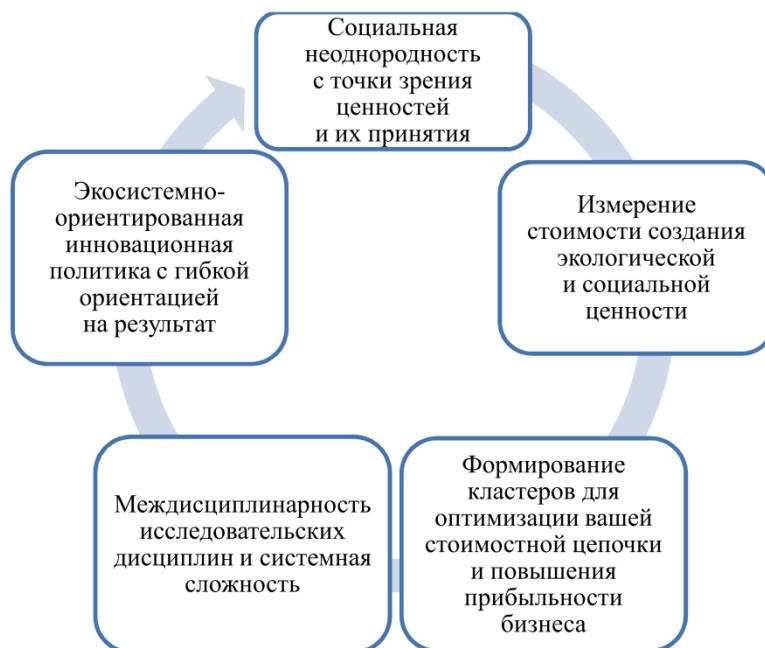 Социальная
неоднородность
с точки зрения
ценностей
и их принятия
Измерение
стоимости создания
экологической
и социальной
ценности
Формирование
кластеров для
оптимизации вашей
стоимостной цепочки
и повышения
прибыльности
бизнеса
Междисциплинарность
исследовательских
дисциплин и системная
сложность
Экосистемно-
ориентированная
инновационная
политика с гибкой
ориентацией
на результат